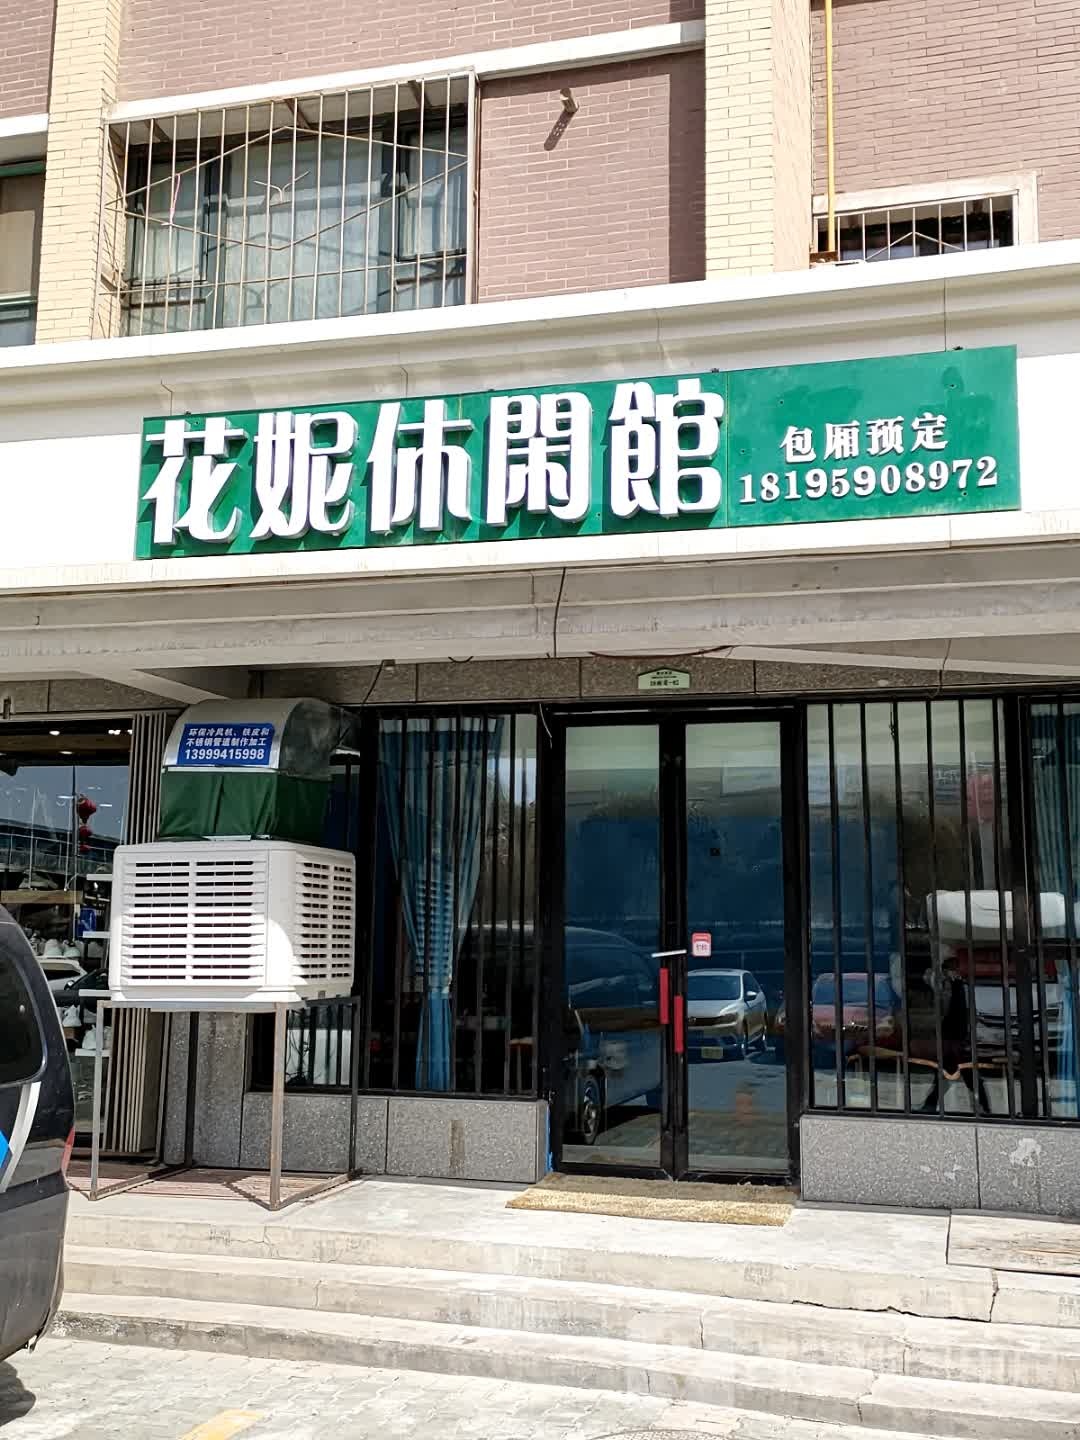 花妮休閑館
包厢预定
18195908972
环保冷风机、铁皮和
不锈钢管道制作加工
13999415998